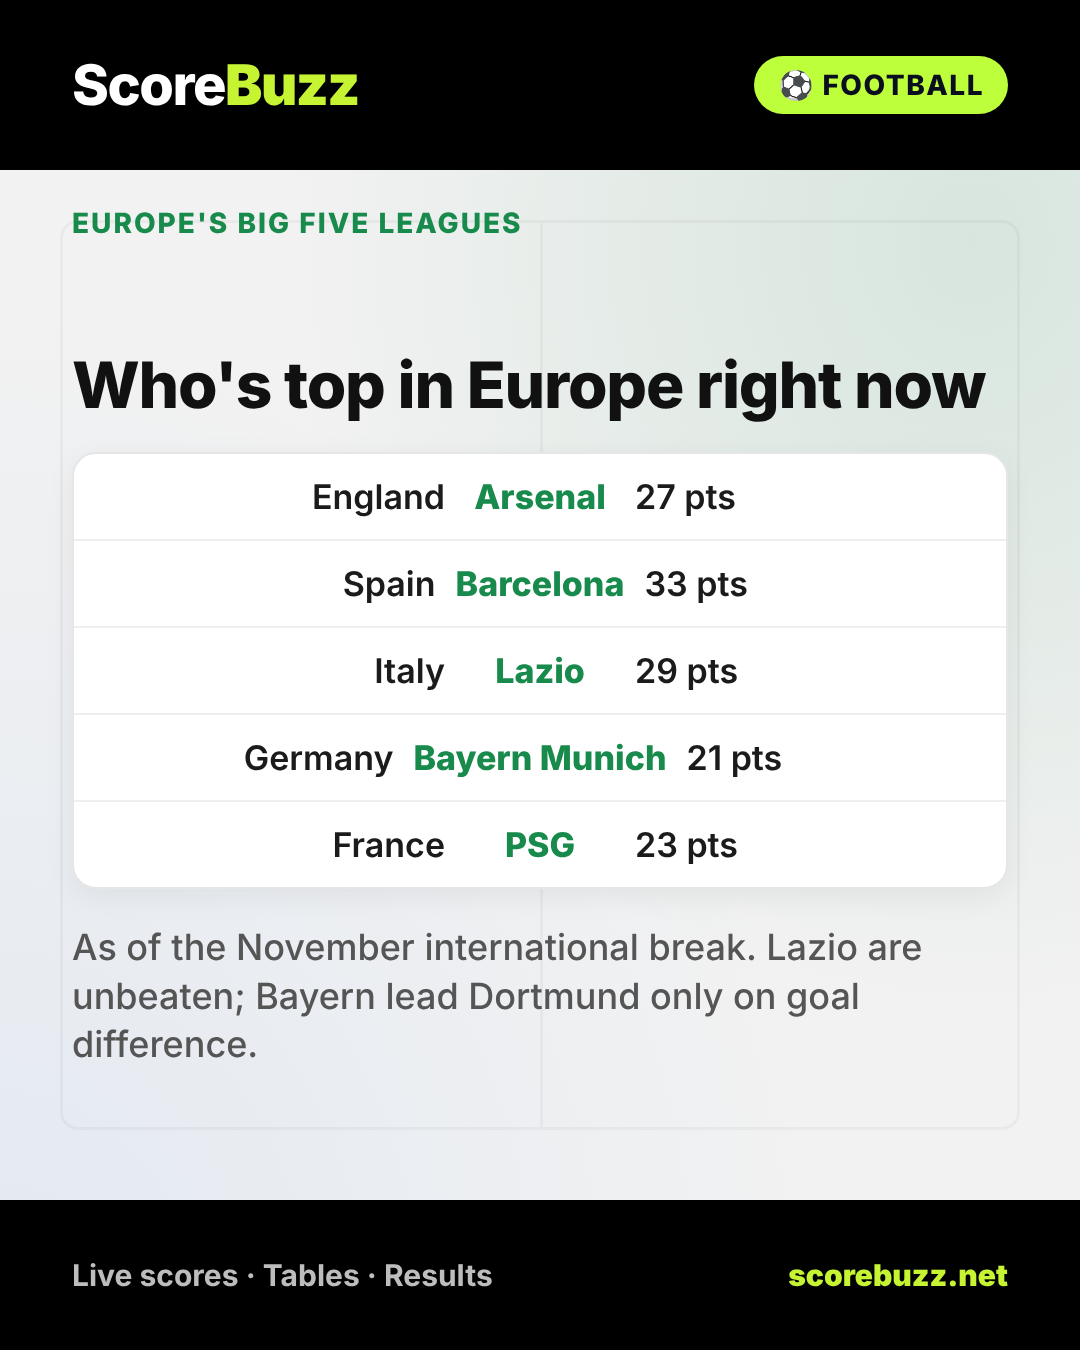 ScoreBuzz
⚽ FOOTBALL
EUROPE'S BIG FIVE LEAGUES
Who's top in Europe right now
England Arsenal 27 pts
Spain Barcelona 33 pts
Italy Lazio 29 pts
Germany Bayern Munich 21 pts
France PSG 23 pts
As of the November international break. Lazio are
unbeaten; Bayern lead Dortmund only on goal
difference.
Live scores · Tables · Results
scorebuzz.net